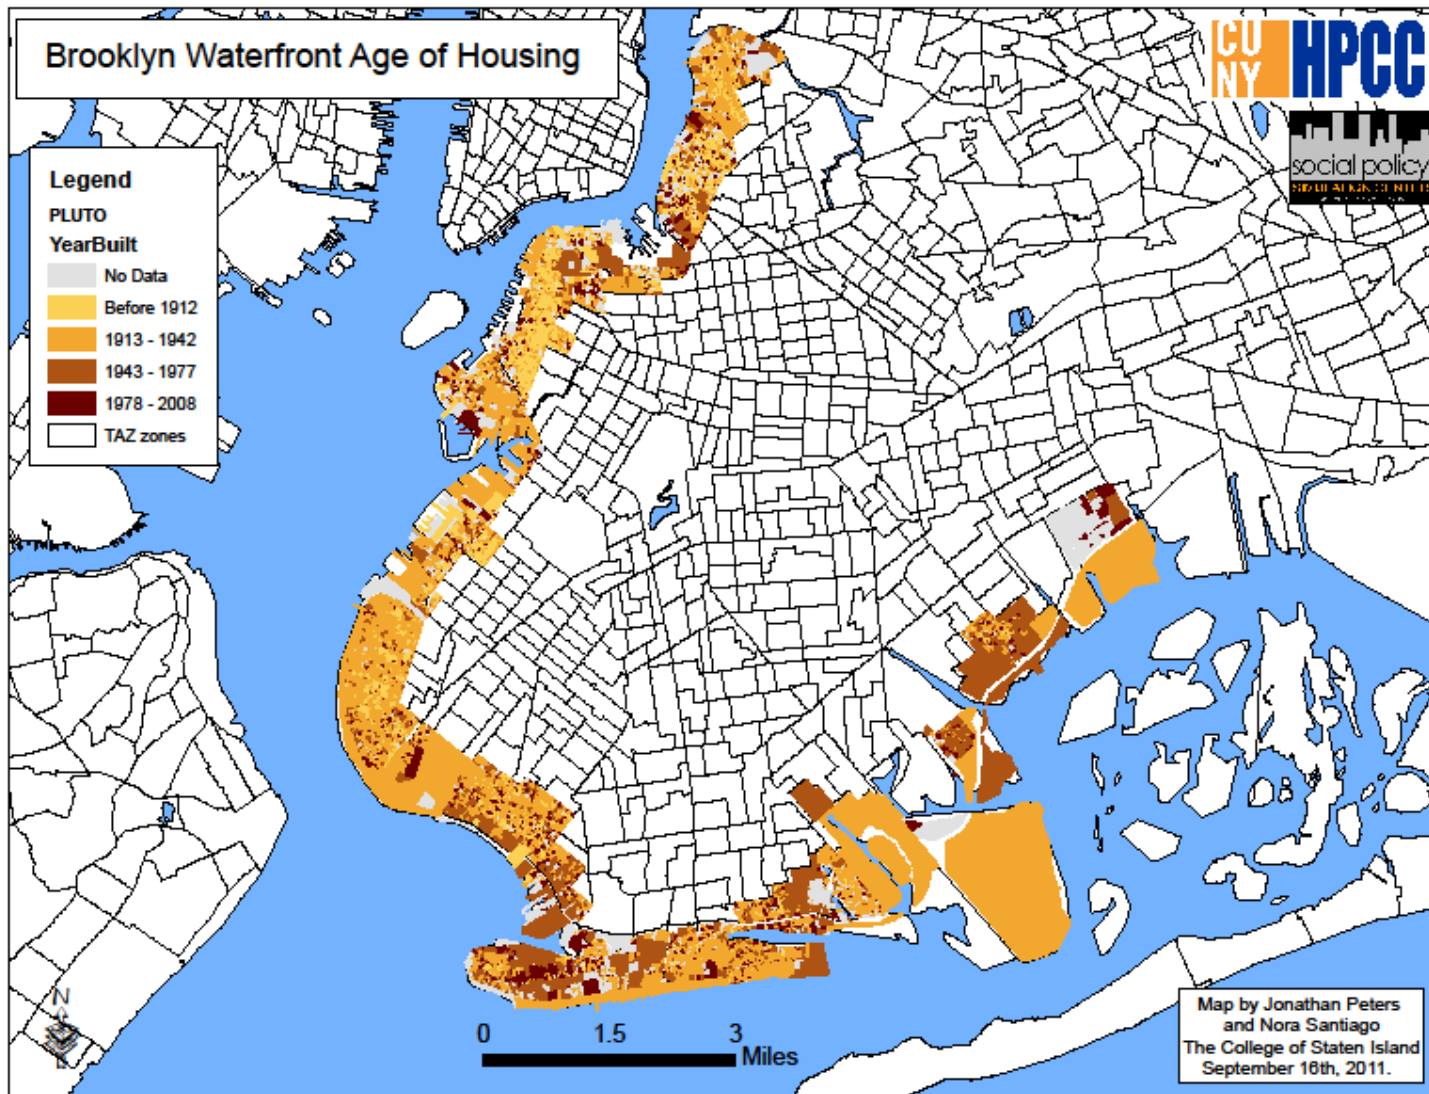 Brooklyn Waterfront Age of Housing
CU
NY
HPCC
social policy
SIMULATION CENTER
Legend
PLUTO
YearBuilt
No Data
Before 1912
1913 - 1942
1943 - 1977
1978 - 2008
TAZ zones
N
0 1.5 3
Miles
Map by Jonathan Peters
and Nora Santiago
The College of Staten Island
September 16th, 2011.